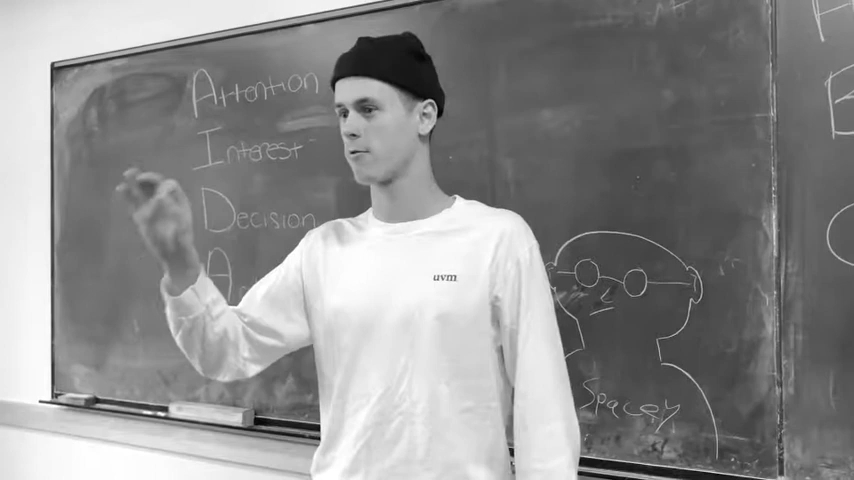 Attention
Interest
Decision
A
uvm
Spacey